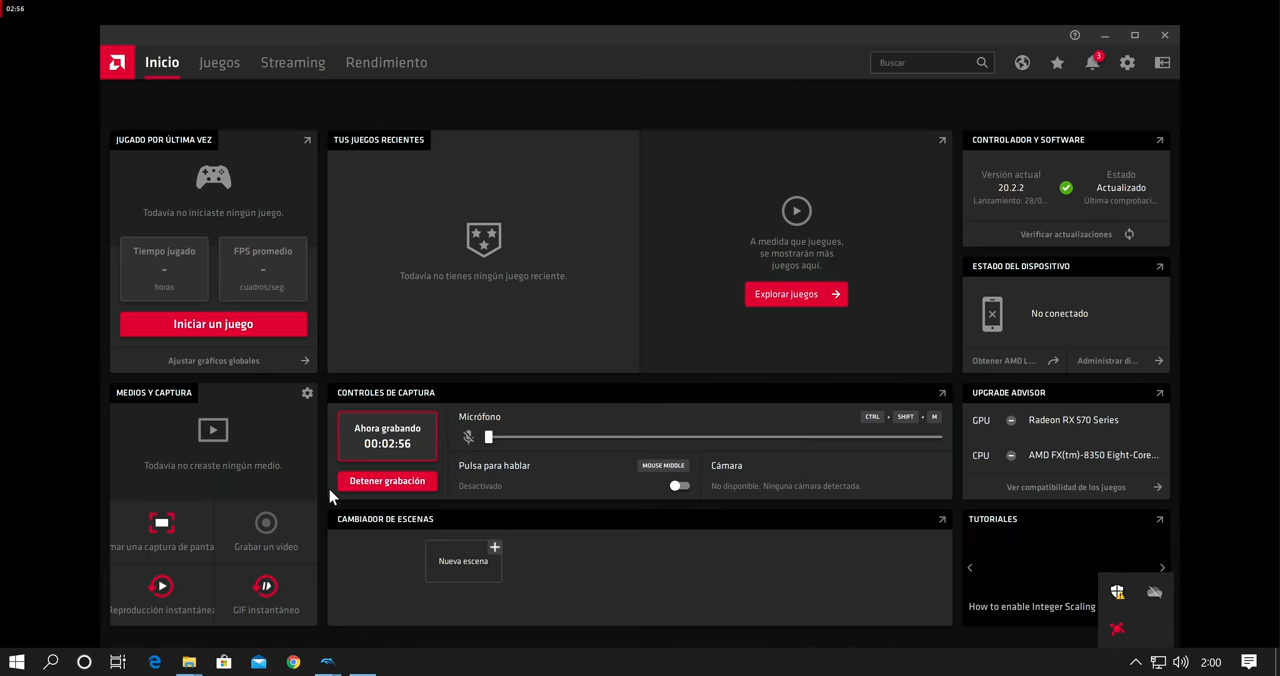 02:56
Inicio
Juegos
Streaming
Rendimiento
Buscar
3
JUGADO POR ÚLTIMA VEZ
Todavía no iniciaste ningún juego.
Tiempo jugado
-
horas
FPS promedio
-
cuadros/seg.
Iniciar un juego
Ajustar gráficos globales
TUS JUEGOS RECIENTES
Todavía no tienes ningún juego reciente.
A medida que juegues,
se mostrarán más
juegos aquí.
Explorar juegos
CONTROLADOR Y SOFTWARE
Versión actual
20.2.2
Lanzamiento: 28/0...
Estado
Actualizado
Última comprobaci...
Verificar actualizaciones
ESTADO DEL DISPOSITIVO
No conectado
Obtener AMD L...
Administrar di...
MEDIOS Y CAPTURA
Todavía no creaste ningún medio.
mar una captura de panta
Grabar un video
Reproducción instantánea
GIF instantáneo
CONTROLES DE CAPTURA
Ahora grabando
00:02:56
Detener grabación
Micrófono
CTRL + SHIFT + M
Pulsa para hablar
MOUSE MIDDLE
Desactivado
Cámara
No disponible. Ninguna cámara detectada.
CAMBIADOR DE ESCENAS
Nueva escena
UPGRADE ADVISOR
GPU
Radeon RX 570 Series
CPU
AMD FX(tm)-8350 Eight-Core...
Ver compatibilidad de los juegos
TUTORIALES
How to enable Integer Scaling
2:00